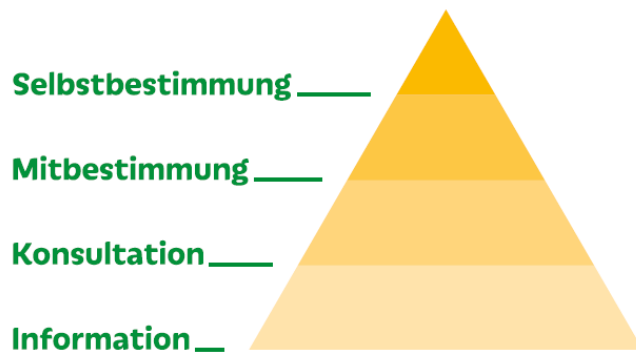 Selbstbestimmung
Mitbestimmung
Konsultation
Information